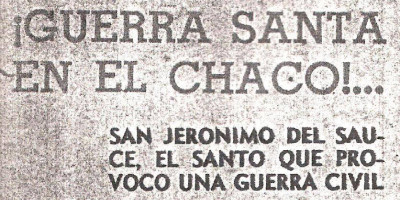 ¡GUERRA SANTA
EN EL CHACO!...
SAN JERONIMO DEL SAU-
CE, EL SANTO QUE PRO-
VOCO UNA GUERRA CIVIL